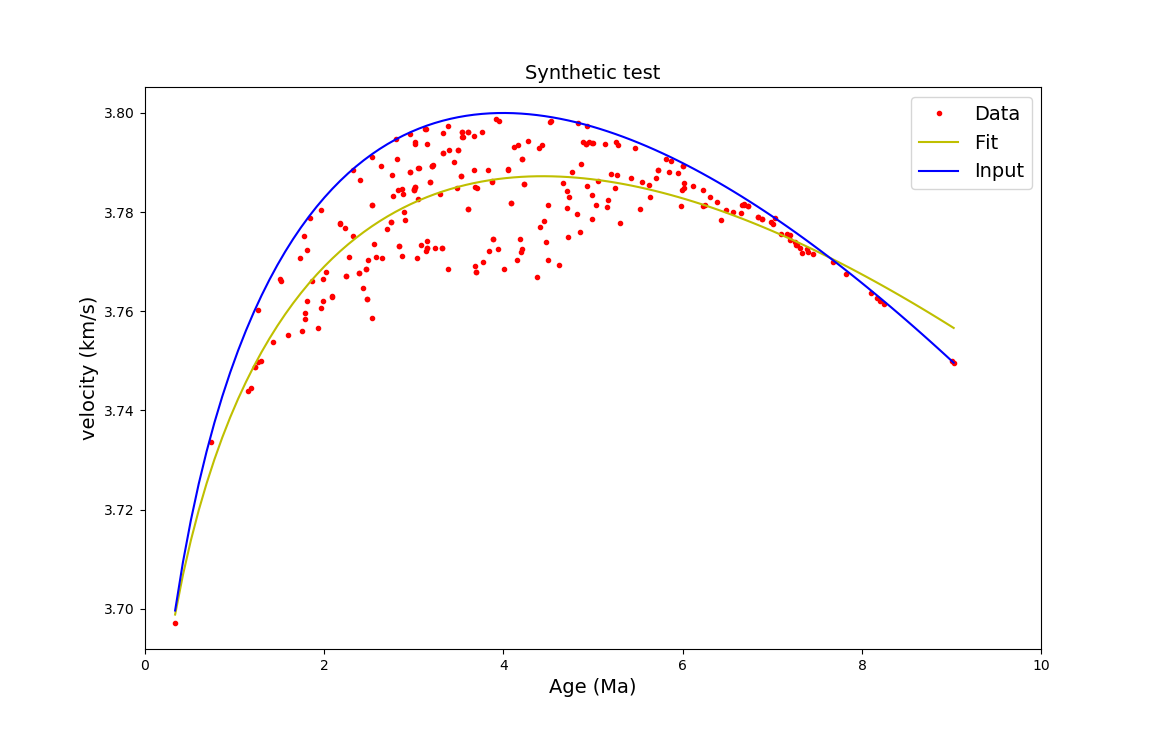 Synthetic test
Data
Fit
Input
velocity (km/s)
3.80
3.78
3.76
3.74
3.72
3.70
0 2 4 6 8 10
Age (Ma)